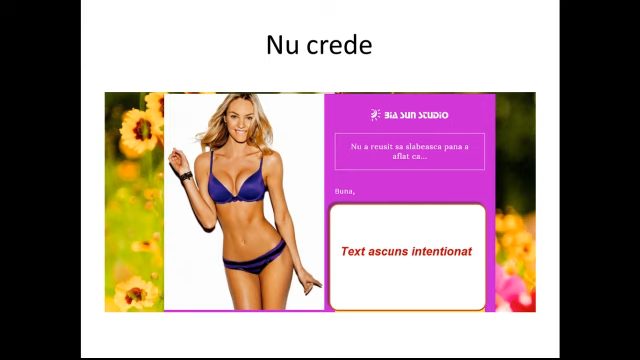 Nu crede
BIA SUN STUDIO
Nu a reusit sa slabeasca pana a
aflat ca...
Buna,
Text ascuns intentionat